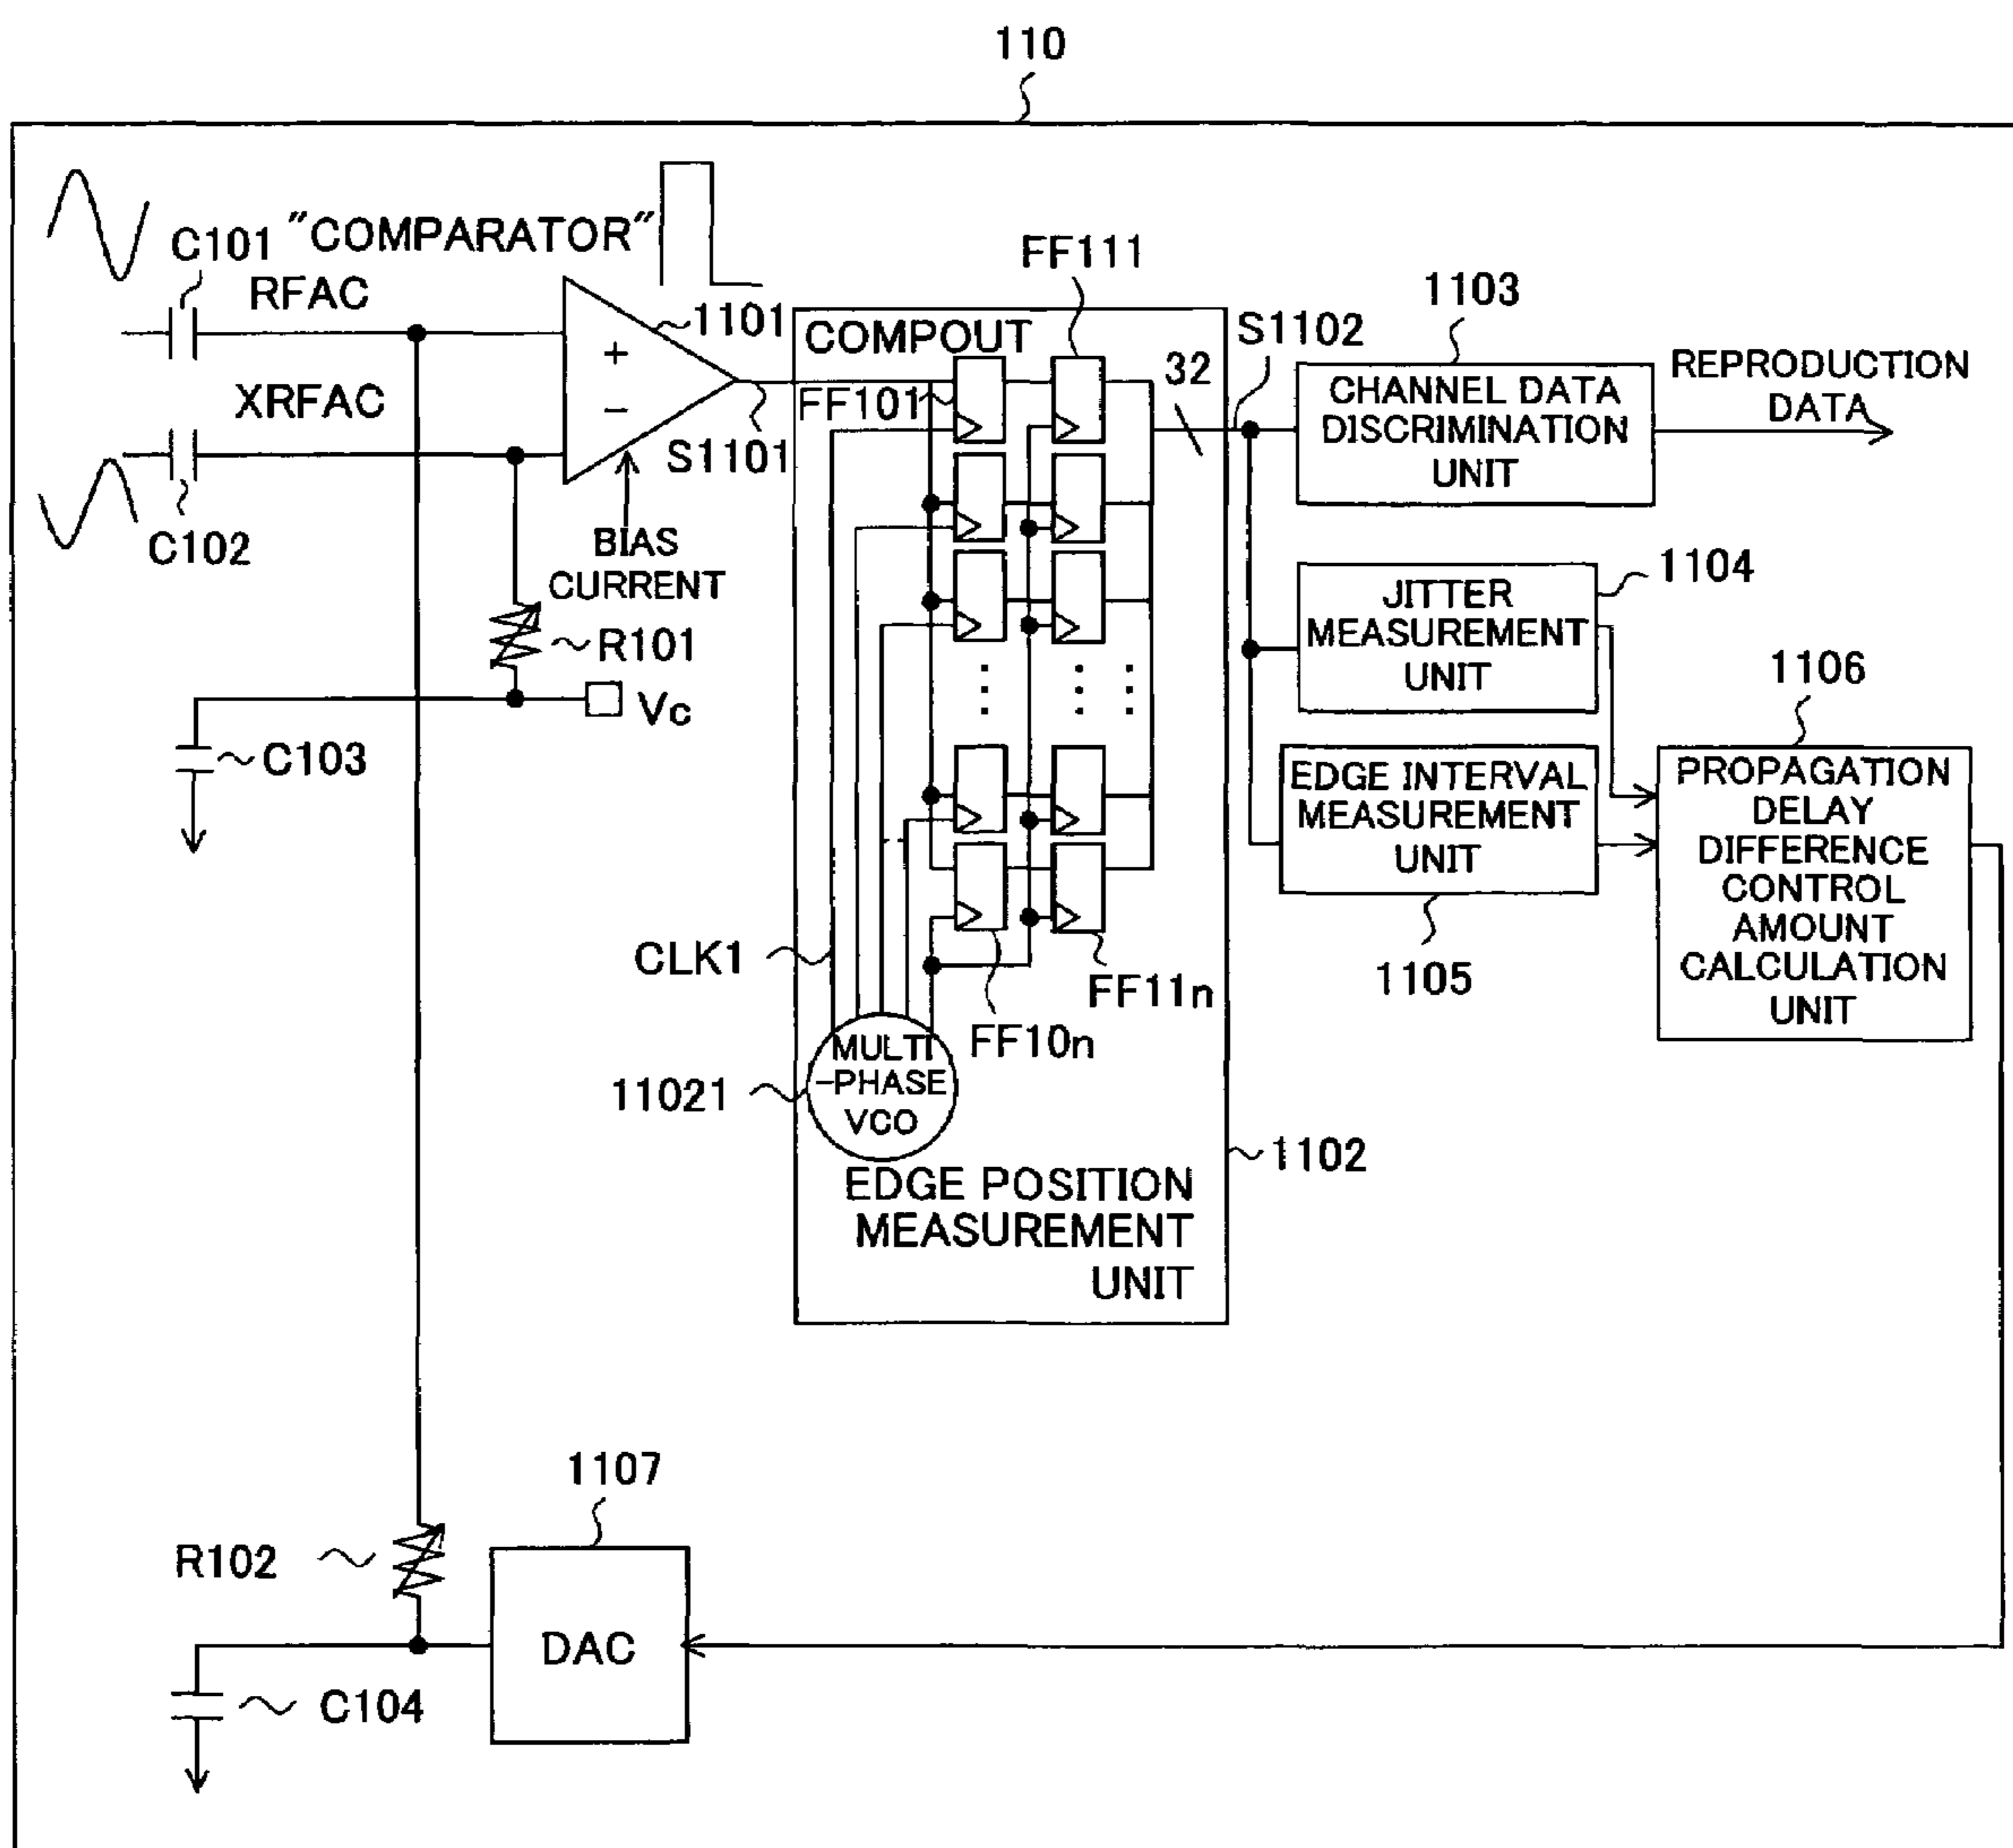 110
"COMPARATOR"
C101
RFAC
1101
XRFAC
+
−
S1101
C102
BIAS
CURRENT
R101
Vc
C103
COMPOUT
FF111
FF101
32
S1102
1103
CHANNEL DATA
DISCRIMINATION
UNIT
REPRODUCTION
DATA
1104
JITTER
MEASUREMENT
UNIT
EDGE INTERVAL
MEASUREMENT
UNIT
1105
1106
PROPAGATION
DELAY
DIFFERENCE
CONTROL
AMOUNT
CALCULATION
UNIT
CLK1
FF11n
FF10n
MULTI
-PHASE
VCO
11021
1102
EDGE POSITION
MEASUREMENT
UNIT
1107
R102
DAC
C104